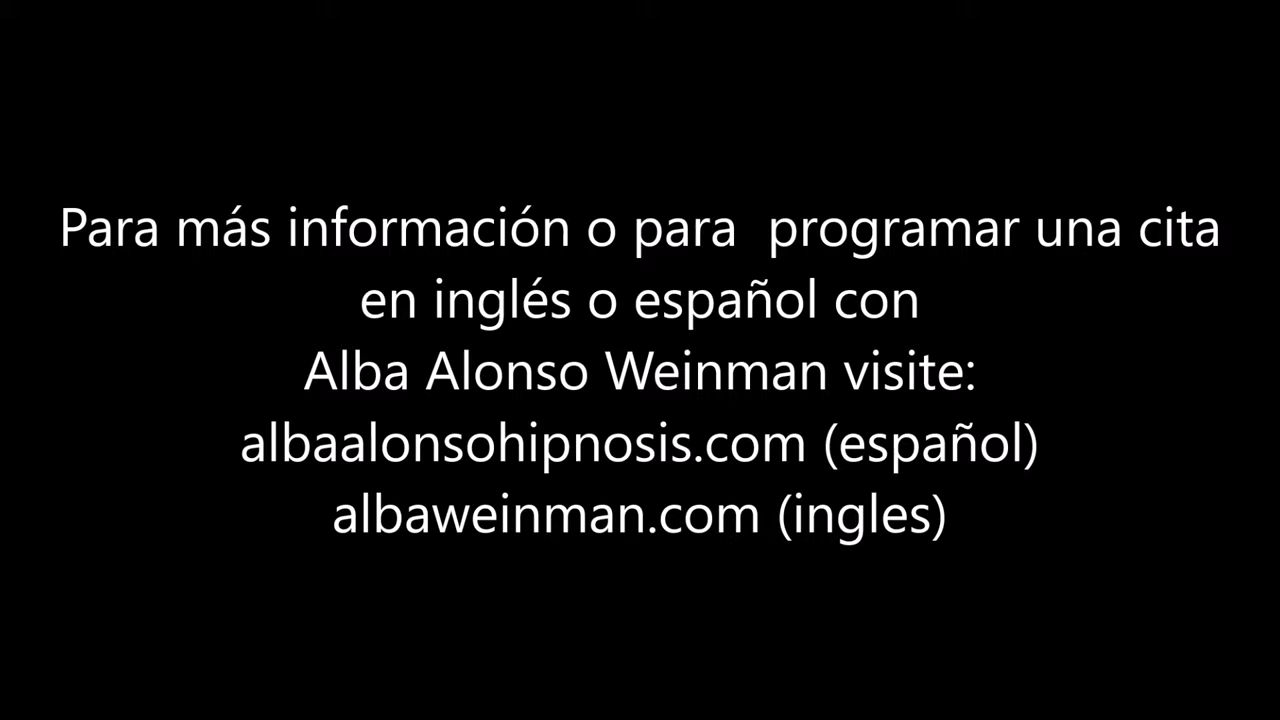 Para más información o para  programar una cita
en inglés o español con
Alba Alonso Weinman visite:
albaalonsohipnosis.com (español)
albaweinman.com (ingles)